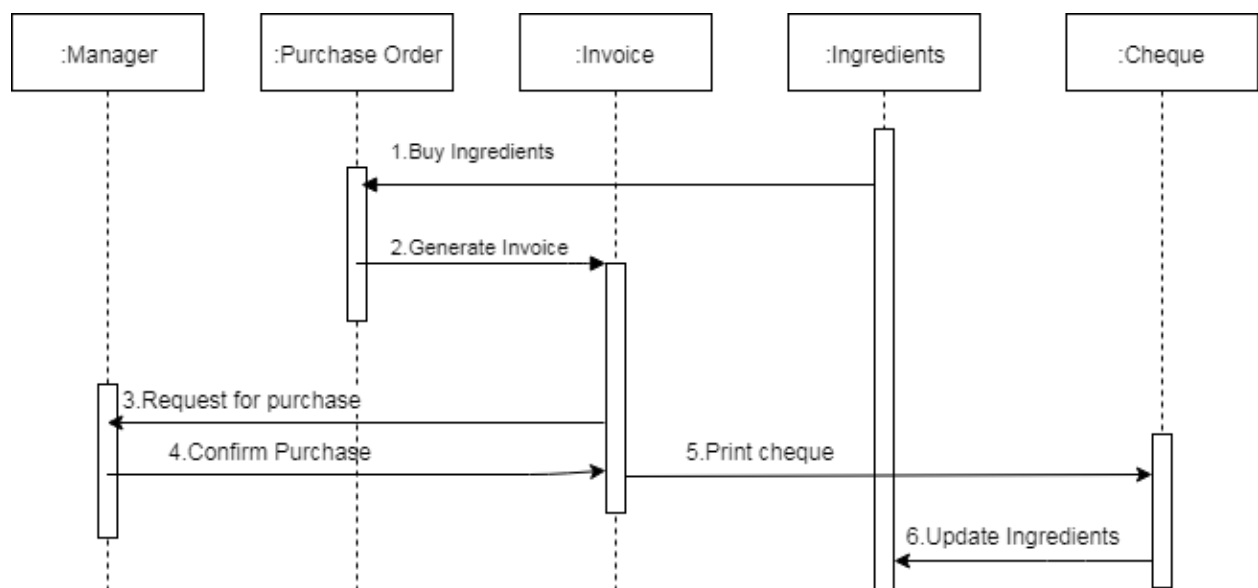 :Manager
:Purchase Order
:Invoice
:Ingredients
:Cheque
1.Buy Ingredients
2.Generate Invoice
3.Request for purchase
4.Confirm Purchase
5.Print cheque
6.Update Ingredients